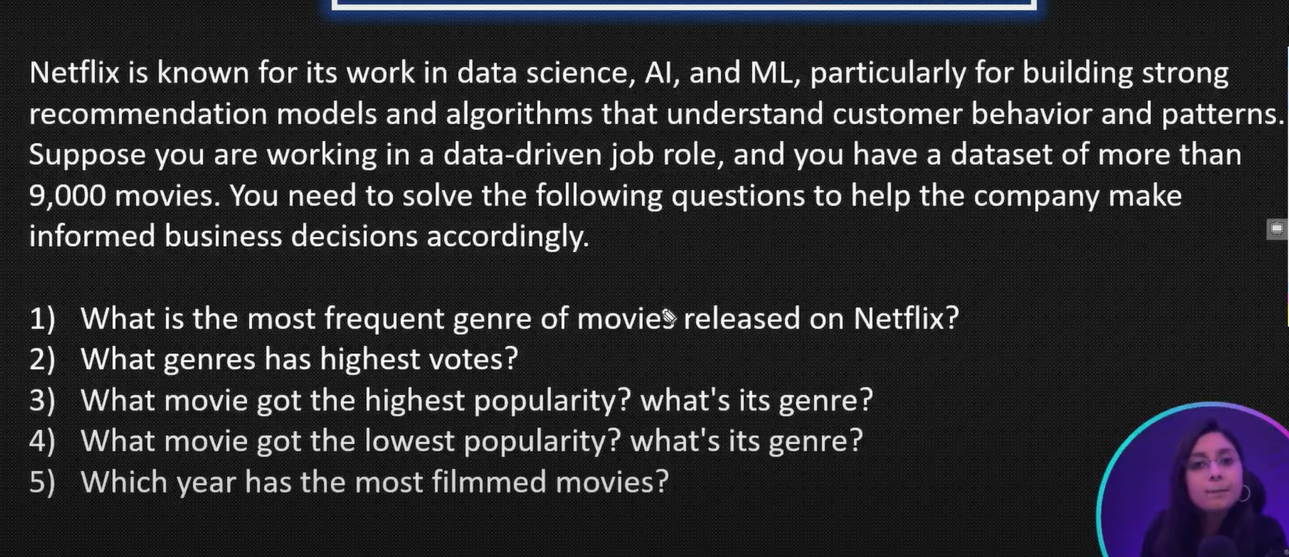 Netflix is known for its work in data science, AI, and ML, particularly for building strong
recommendation models and algorithms that understand customer behavior and patterns.
Suppose you are working in a data-driven job role, and you have a dataset of more than
9,000 movies. You need to solve the following questions to help the company make
informed business decisions accordingly.
1) What is the most frequent genre of movies released on Netflix?
2) What genres has highest votes?
3) What movie got the highest popularity? what's its genre?
4) What movie got the lowest popularity? what's its genre?
5) Which year has the most filmmed movies?